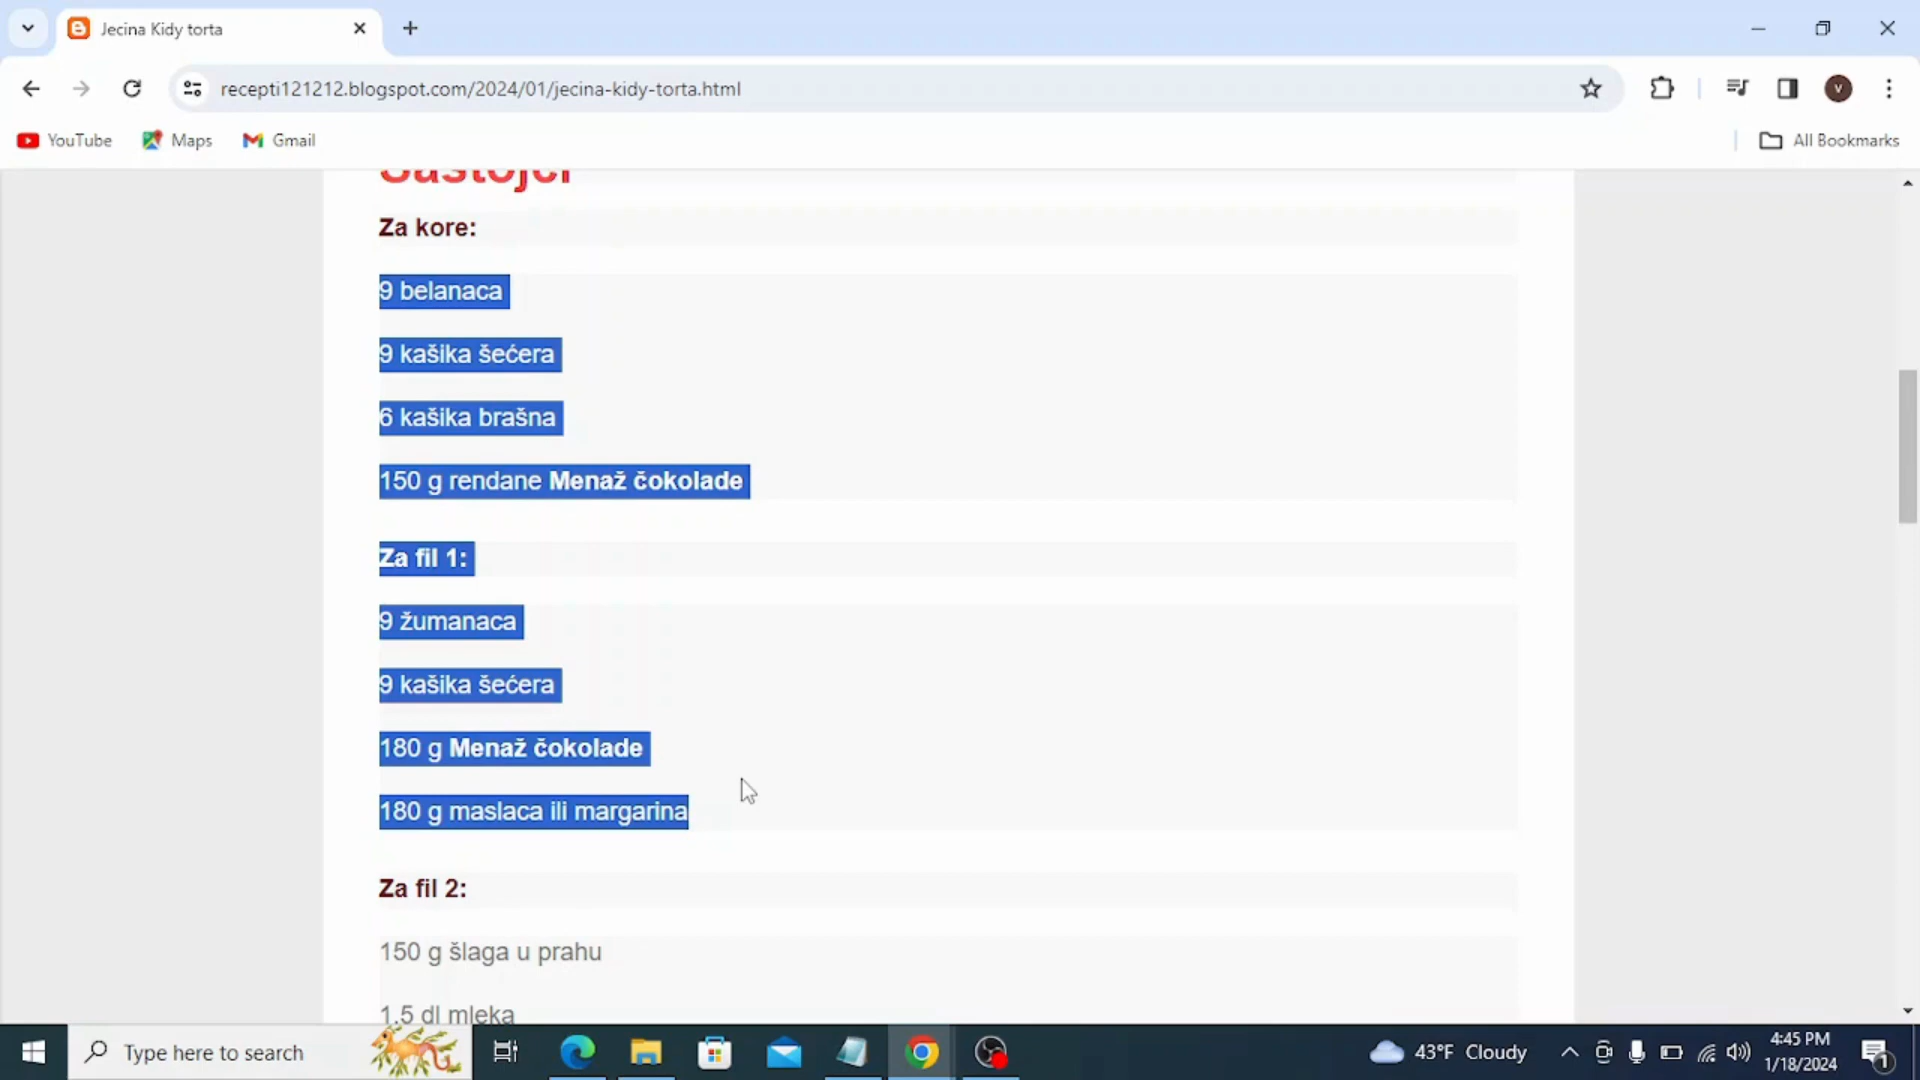 Jecina Kidy torta
recepti121212.blogspot.com/2024/01/jecina-kidy-torta.html
V
YouTube
Maps
Gmail
All Bookmarks
Sastojci
Za kore:
9 belanaca
9 kašika šećera
6 kašika brašna
150 g rendane Menaž čokolade
Za fil 1:
9 žumanaca
9 kašika šećera
180 g Menaž čokolade
180 g maslaca ili margarina
Za fil 2:
150 g šlaga u prahu
1,5 dl mleka
Type here to search
43°F Cloudy
4:45 PM
1/18/2024
1